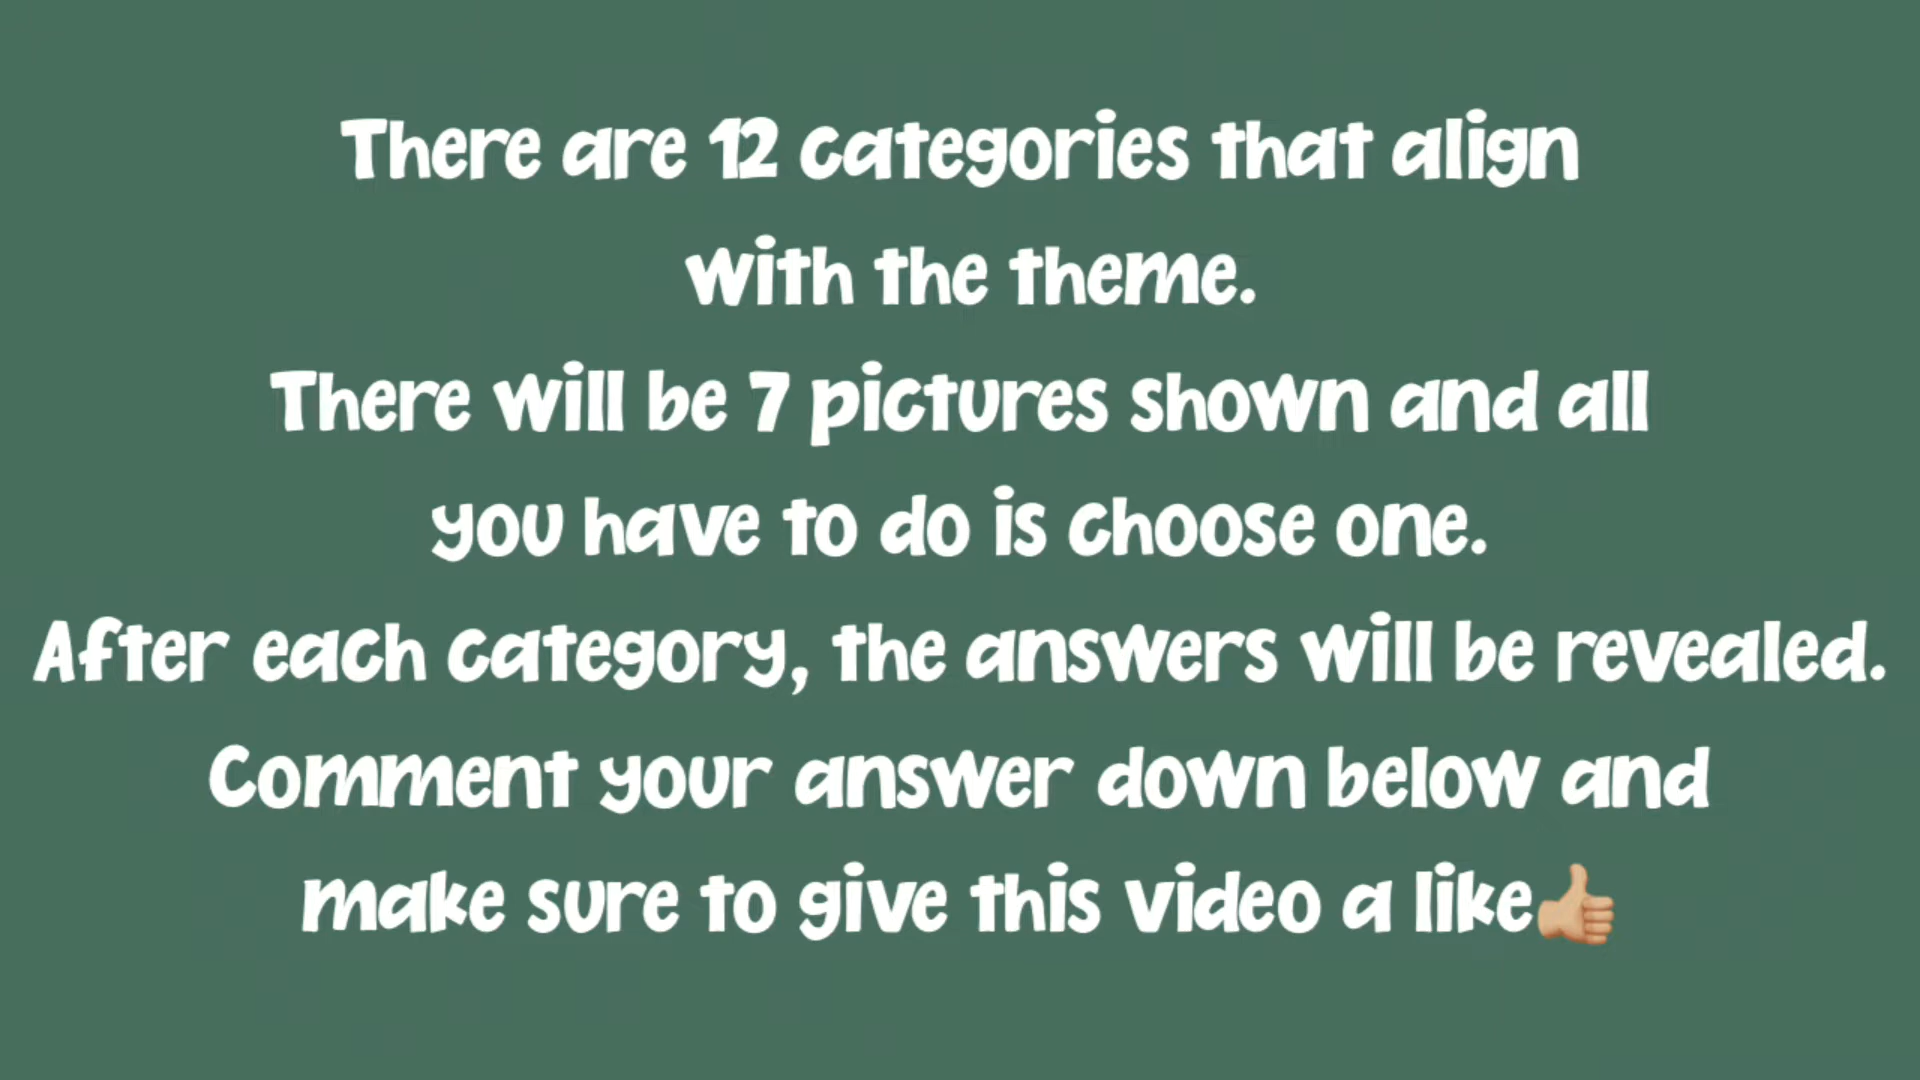 There are 12 categories that align
with the theme.
There will be 7 pictures shown and all
you have to do is choose one.
After each category, the answers will be revealed.
Comment your answer down below and
make sure to give this video a like👍🏼